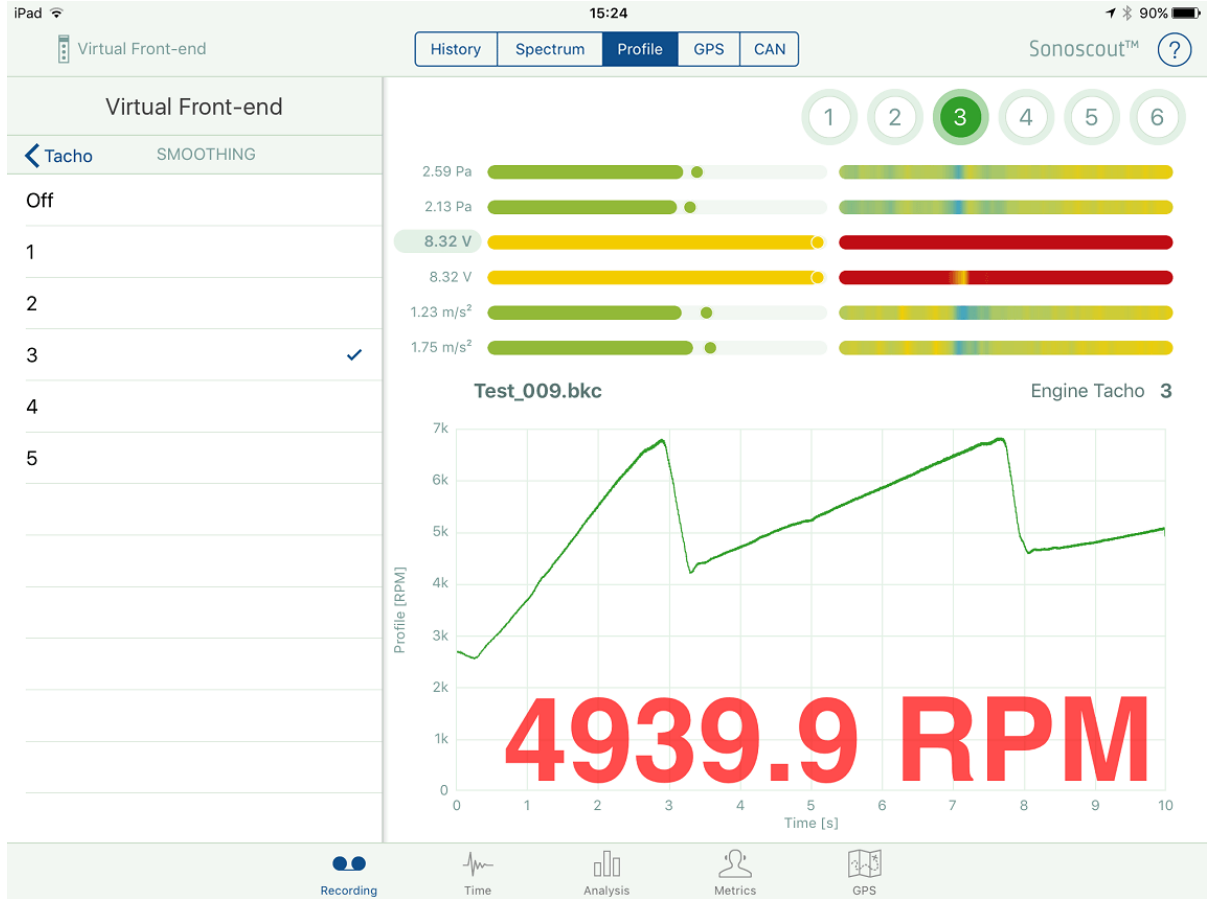 iPad 15:24 90%
Virtual Front-end History Spectrum Profile GPS CAN Sonoscout™ ?
Virtual Front-end
Tacho SMOOTHING
Off
1
2
3
4
5
1 2 3 4 5 6
2.59 Pa
2.13 Pa
8.32 V
8.32 V
1.23 m/s²
1.75 m/s²
Test_009.bkc Engine Tacho 3
Profile [RPM]
7k
6k
5k
4k
3k
2k
1k
0
4939.9 RPM
0 1 2 3 4 5 6 7 8 9 10
Time [s]
Recording Time Analysis Metrics GPS